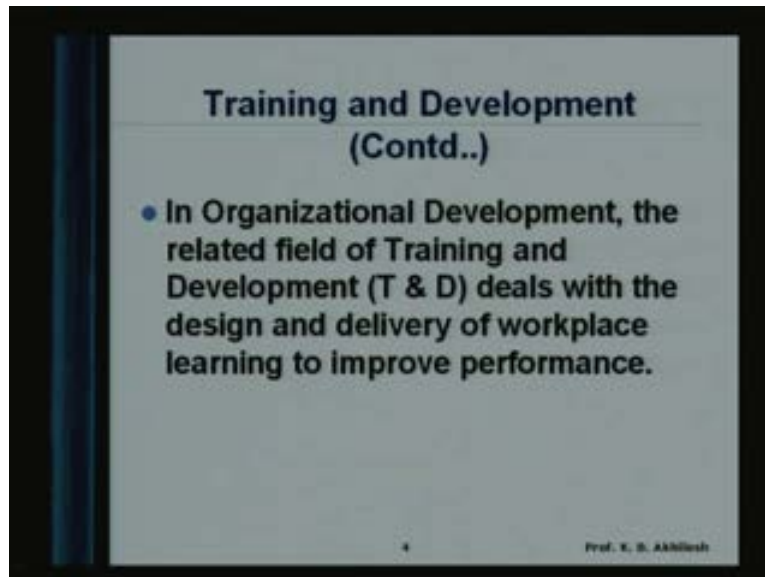 Training and Development
(Contd..)
• In Organizational Development, the
related field of Training and
Development (T & D) deals with the
design and delivery of workplace
learning to improve performance.
4
Prof. K. B. Akhilesh